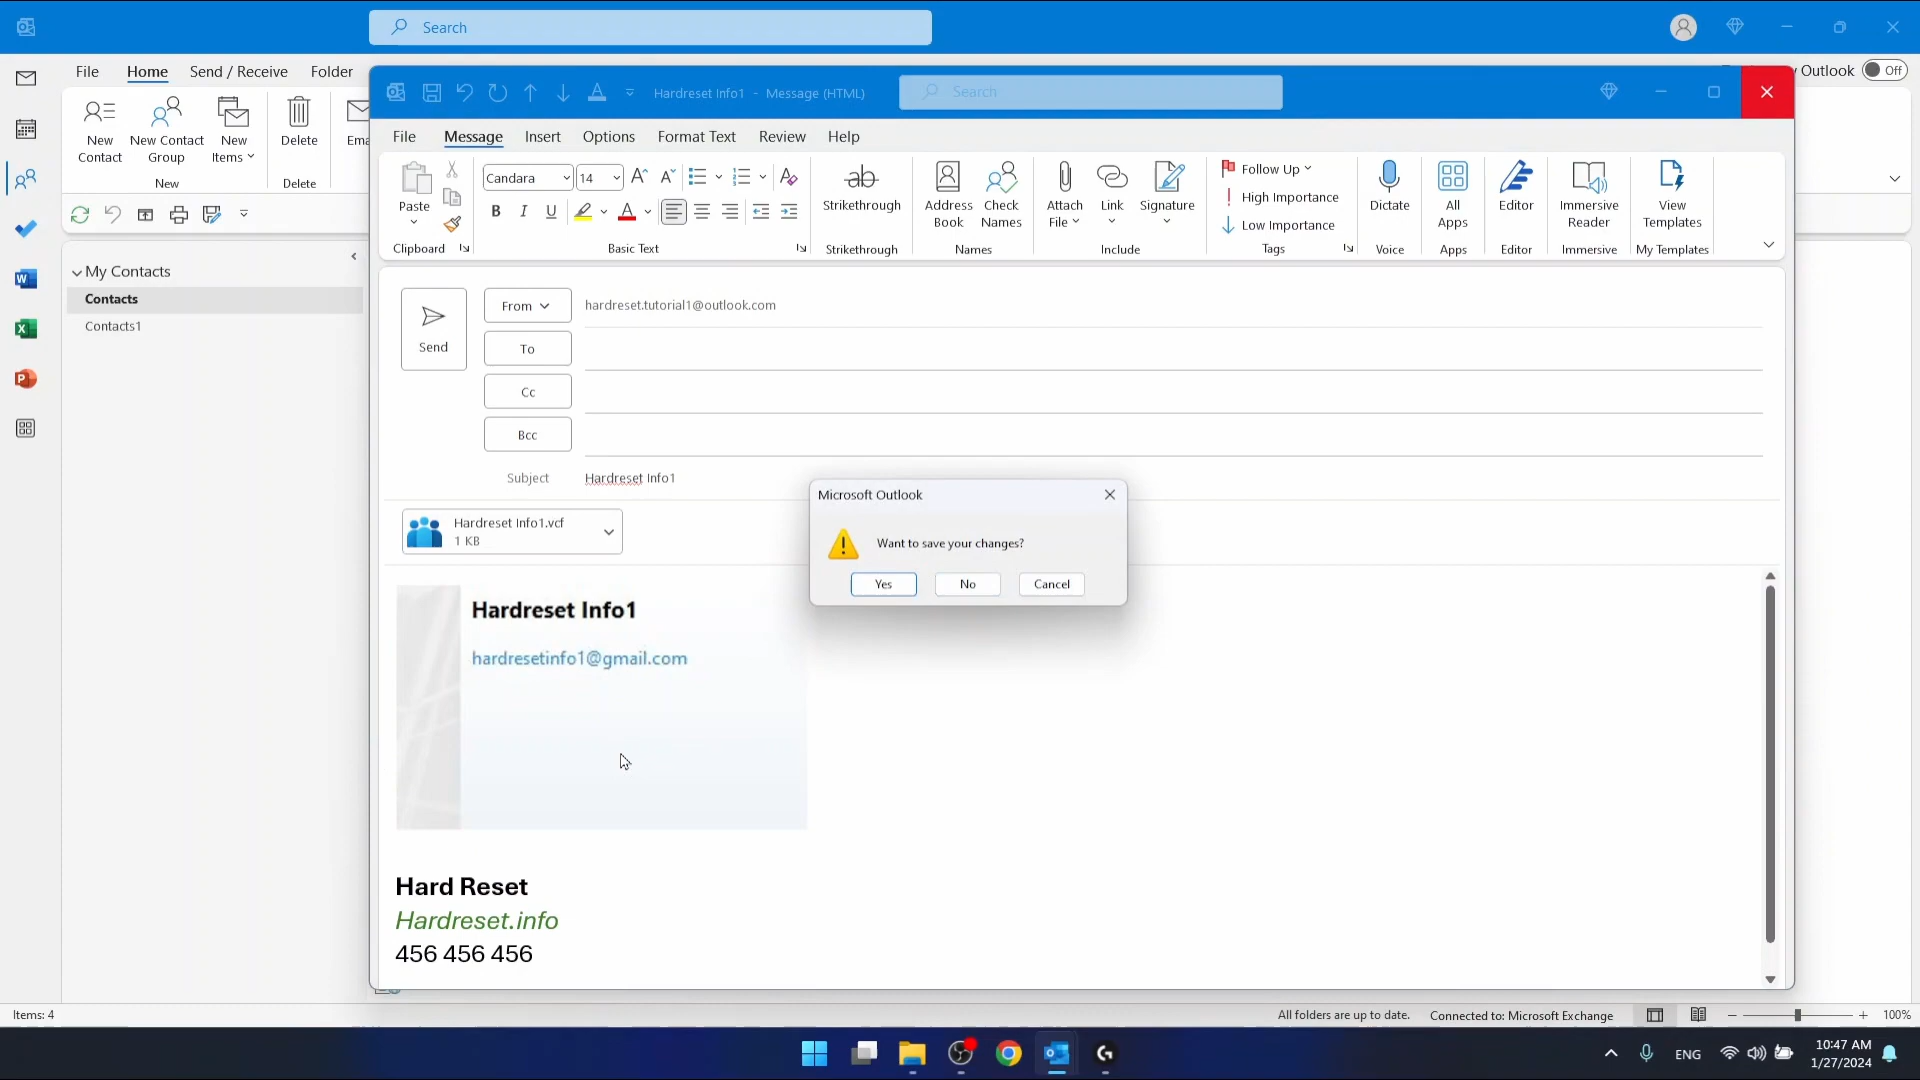 Search
File Home Send / Receive Folder
Outlook Off
New Contact
New Contact Group
New Items
New
Delete
Delete
My Contacts
Contacts
Contacts1
Hardreset Info1 - Message (HTML)
Search
File Message Insert Options Format Text Review Help
Paste
Clipboard
Candara 14
B I U
Basic Text
ab
Strikethrough
Strikethrough
Address Book
Check Names
Names
Attach File
Link
Signature
Include
Follow Up
High Importance
Low Importance
Tags
Dictate
Voice
All Apps
Apps
Editor
Editor
Immersive Reader
Immersive
View Templates
My Templates
Send
From hardreset.tutorial1@outlook.com
To
Cc
Bcc
Subject Hardreset Info1
Hardreset Info1.vcf
1 KB
Microsoft Outlook
Want to save your changes?
Yes No Cancel
Hardreset Info1
hardresetinfo1@gmail.com
Hard Reset
Hardreset.info
456 456 456
Items: 4
All folders are up to date. Connected to: Microsoft Exchange 100%
ENG
10:47 AM
1/27/2024